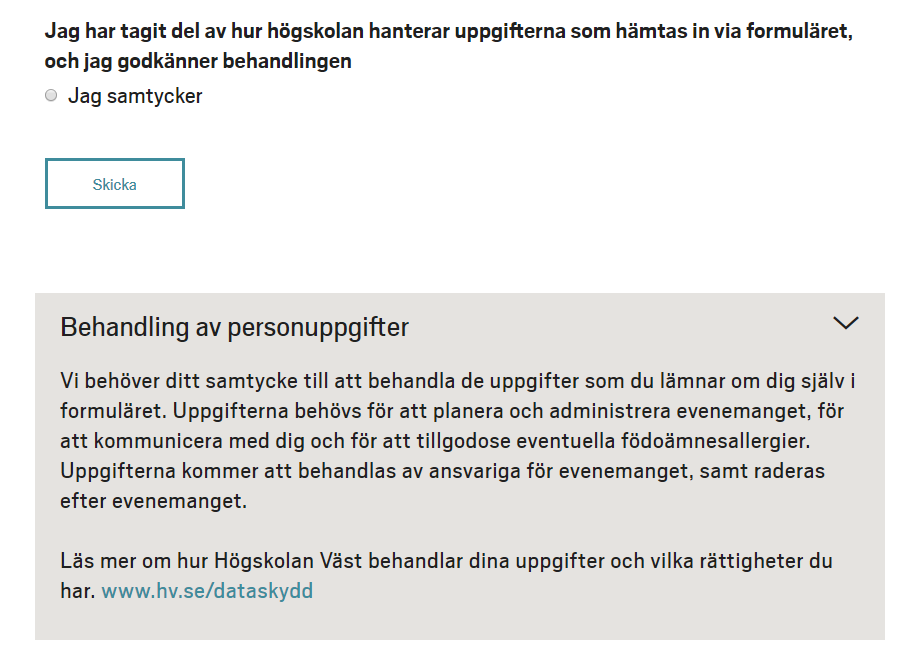 Jag har tagit del av hur högskolan hanterar uppgifterna som hämtas in via formuläret,
och jag godkänner behandlingen
Jag samtycker
Skicka
Behandling av personuppgifter
Vi behöver ditt samtycke till att behandla de uppgifter som du lämnar om dig själv i
formuläret. Uppgifterna behövs för att planera och administrera evenemanget, för
att kommunicera med dig och för att tillgodose eventuella födoämnesallergier.
Uppgifterna kommer att behandlas av ansvariga för evenemanget, samt raderas
efter evenemanget.
Läs mer om hur Högskolan Väst behandlar dina uppgifter och vilka rättigheter du
har. www.hv.se/dataskydd